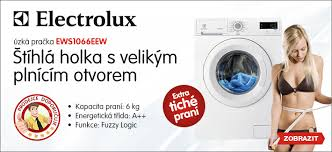 Electrolux
úzká pračka EWS1066EEW
Štíhlá holka s velikým
plnícím otvorem
Kapacita praní: 6 kg
Energetická třída: A++
Funkce: Fuzzy Logic
Extra
tiché
praní
ZOBRAZIT